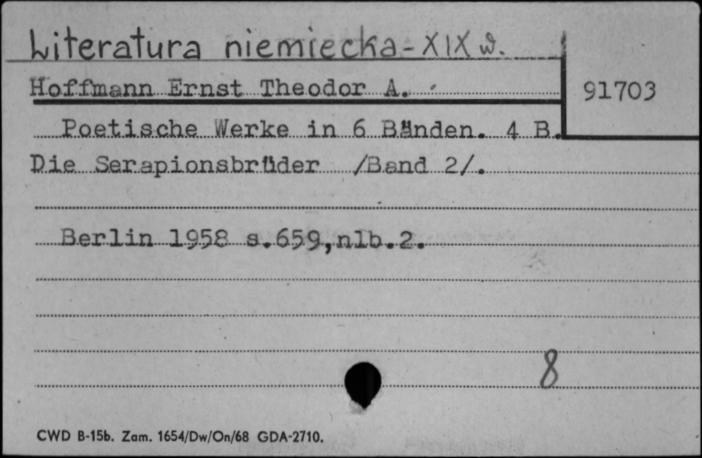 Literatura niemiecka - XIX w.
Hoffmann Ernst Theodor A.
91703
Poetische Werke in 6 Bänden. 4 B.
Die Serapionsbrüder /Band 2/.
Berlin 1958 s.659,nlb.2.
8
CWD B-15b. Zam. 1654/Dw/On/68 GDA-2710.